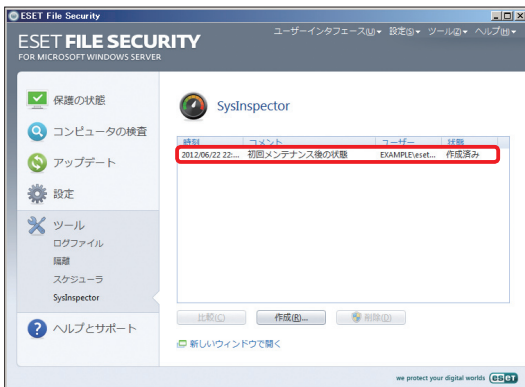 ESET File Security
ESET FILE SECURITY
FOR MICROSOFT WINDOWS SERVER
ユーザーインタフェース(U)▾ 設定(S)▾ ツール(Z)▾ ヘルプ(H)▾
保護の状態
コンピュータの検査
アップデート
設定
ツール
ログファイル
隔離
スケジューラ
SysInspector
ヘルプとサポート
SysInspector
時刻 コメント ユーザー 状態
2012/06/22 22:... 初回メンテナンス後の状態 EXAMPLE\eset... 作成済み
比較(C) 作成(R)... 削除(D)
新しいウィンドウで開く
we protect your digital worlds eset